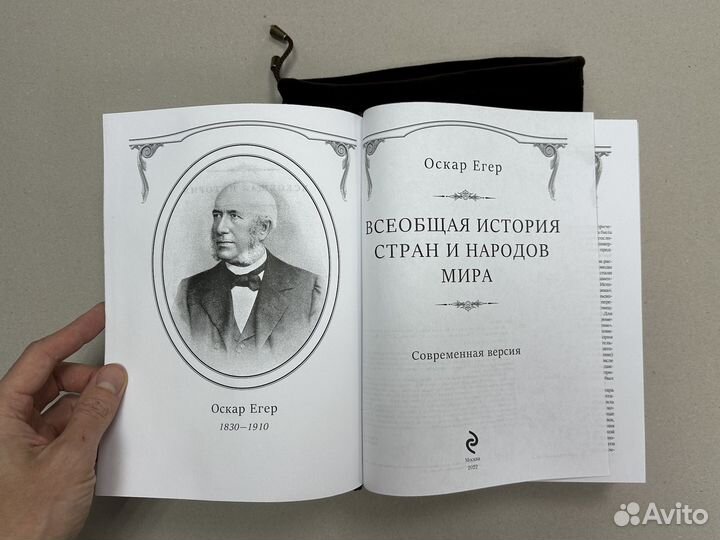 Оскар Егер
1830—1910
Оскар Егер
ВСЕОБЩАЯ ИСТОРИЯ
СТРАН И НАРОДОВ
МИРА
Современная версия
Москва
2022
Avito